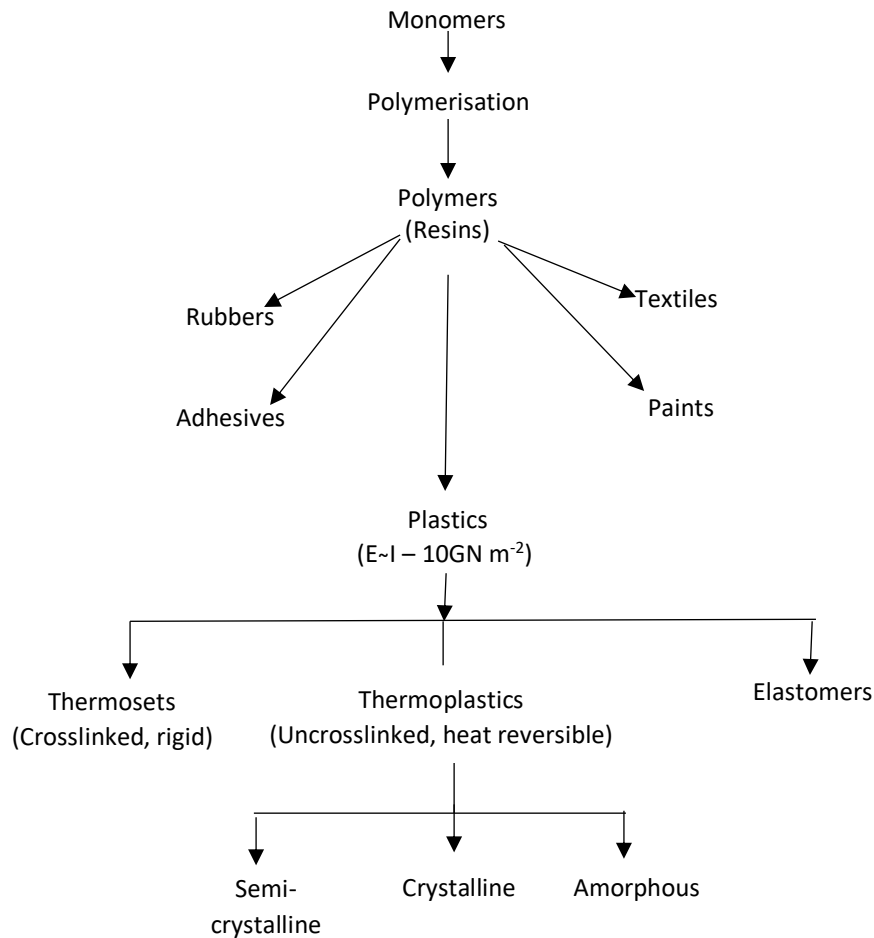 Monomers
Polymerisation
Polymers
(Resins)
Rubbers
Textiles
Adhesives
Paints
Plastics
(E~I – 10GN m⁻²)
Thermosets
(Crosslinked, rigid)
Thermoplastics
(Uncrosslinked, heat reversible)
Elastomers
Semi-
crystalline
Crystalline
Amorphous